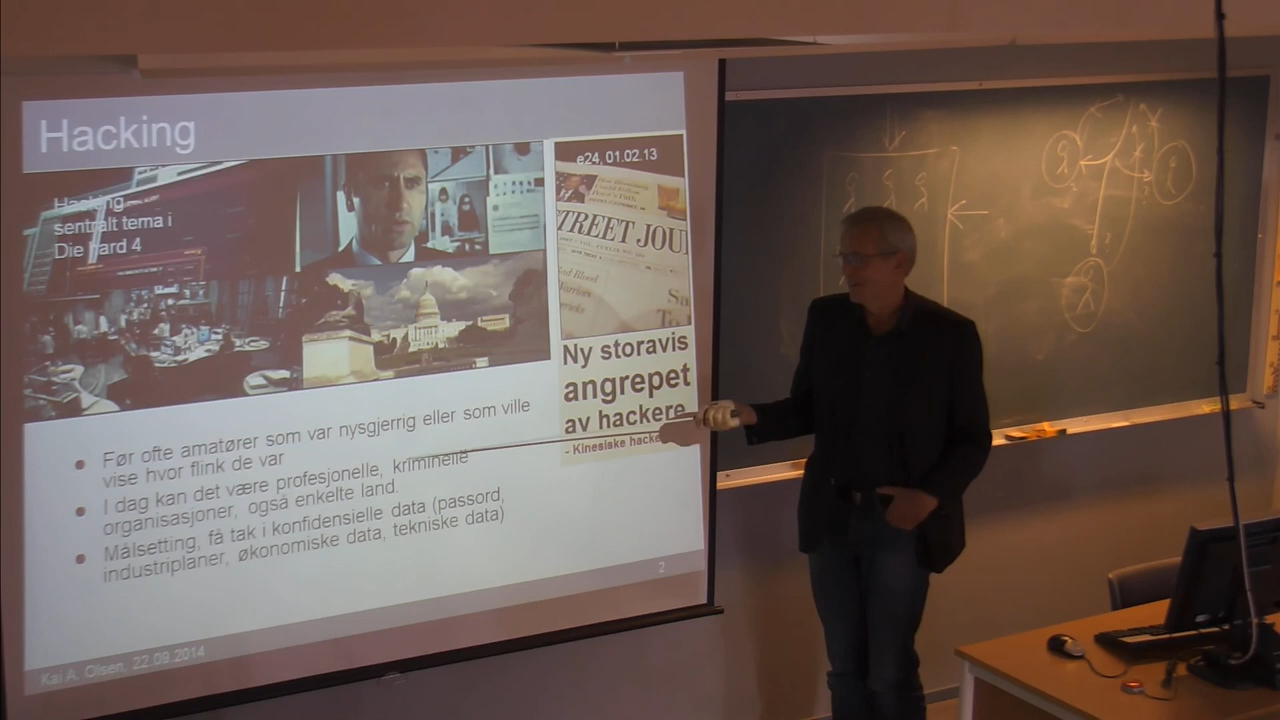 Hacking
Hacking
sentralt tema i
Die hard 4
e24, 01.02.13
TREET JOU
Ny storavis
angrepet
av hackere
- Kinesiske hacke
Før ofte amatører som var nysgjerrig eller som ville
vise hvor flink de var
I dag kan det være profesjonelle, kriminelle
organisasjoner, også enkelte land.
Målsetting, få tak i konfidensielle data (passord,
industriplaner, økonomiske data, tekniske data)
2
Kai A. Olsen, 22.09.2014